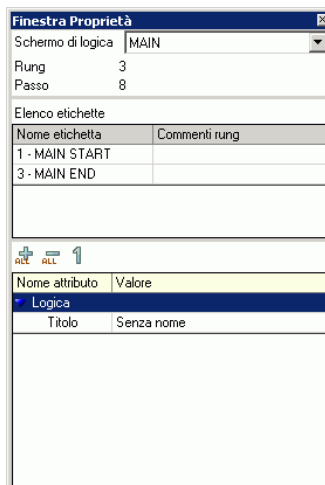 Finestra Proprietà
Schermo di logica MAIN
Rung 3
Passo 8
Elenco etichette
Nome etichetta Commenti rung
1 - MAIN START
3 - MAIN END
ALL ALL 1
Nome attributo Valore
Logica
Titolo Senza nome